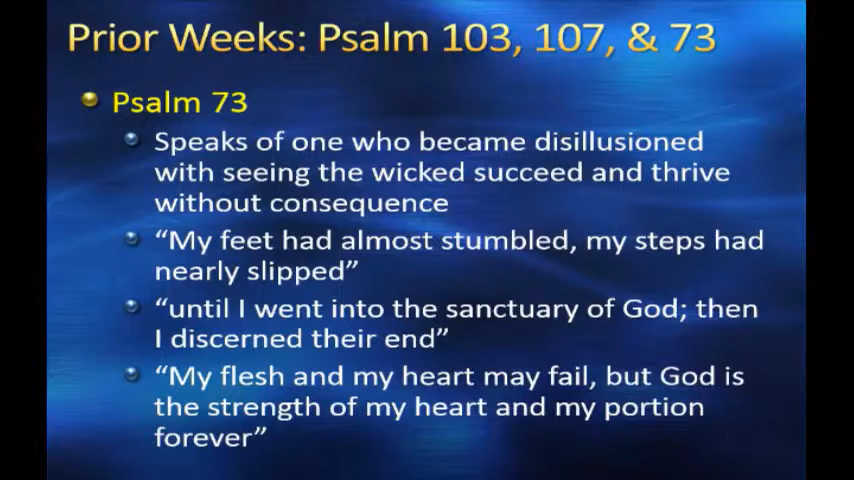 Prior Weeks: Psalm 103, 107, & 73
Psalm 73
Speaks of one who became disillusioned
with seeing the wicked succeed and thrive
without consequence
“My feet had almost stumbled, my steps had
nearly slipped”
“until I went into the sanctuary of God; then
I discerned their end”
“My flesh and my heart may fail, but God is
the strength of my heart and my portion
forever”